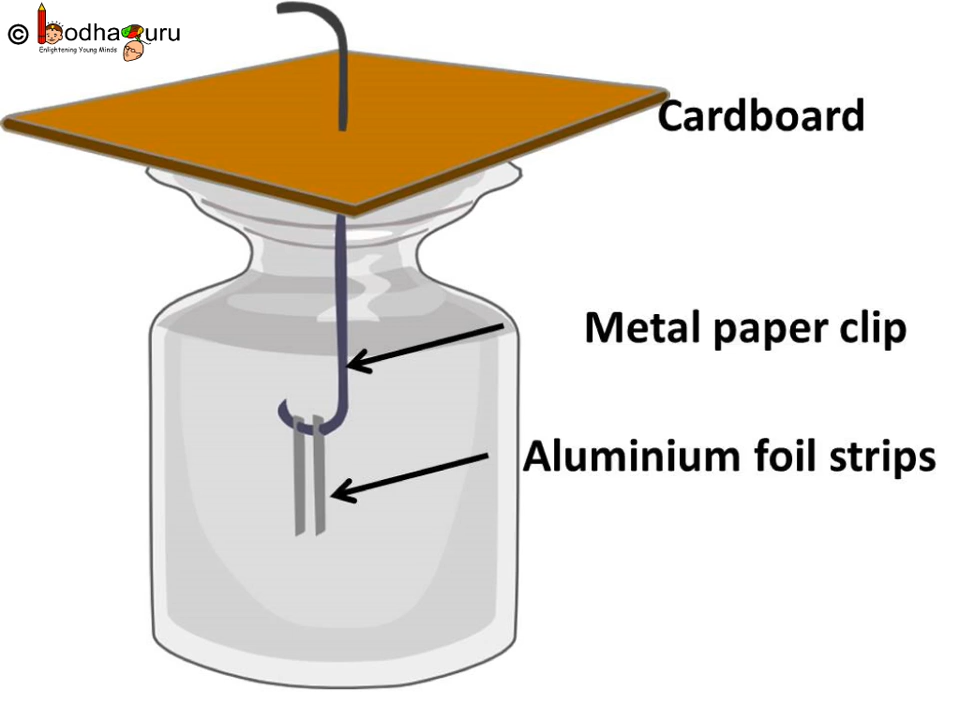 © BodhaGuru
Enlightening Young Minds
Cardboard
Metal paper clip
Aluminium foil strips